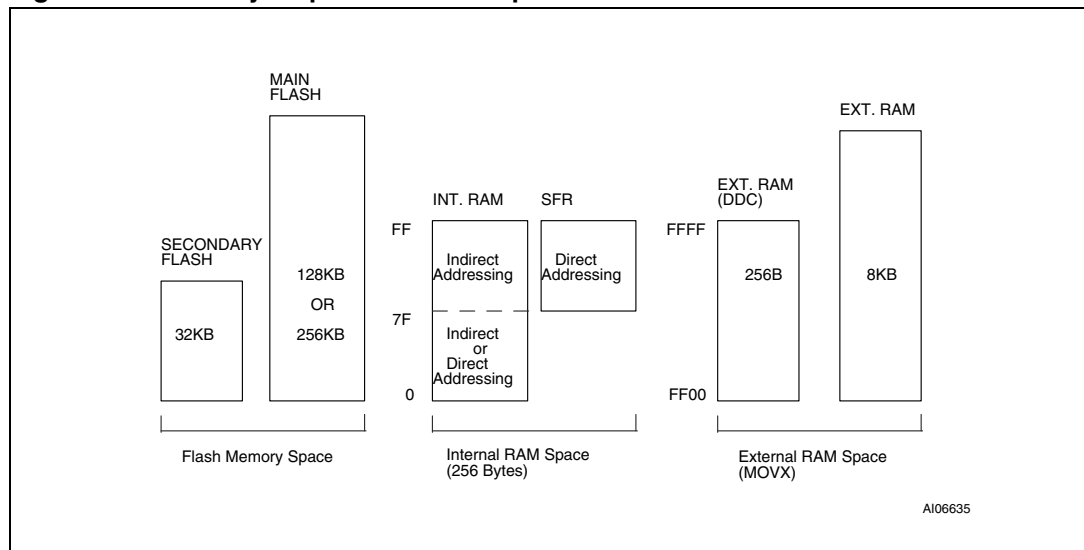 MAIN
FLASH
EXT. RAM
INT. RAM
SFR
EXT. RAM
(DDC)
FF
FFFF
SECONDARY
FLASH
Indirect
Addressing
Direct
Addressing
128KB
OR
256KB
256B
8KB
7F
32KB
Indirect
or
Direct
Addressing
0
FF00
Flash Memory Space
Internal RAM Space
(256 Bytes)
External RAM Space
(MOVX)
AI06635